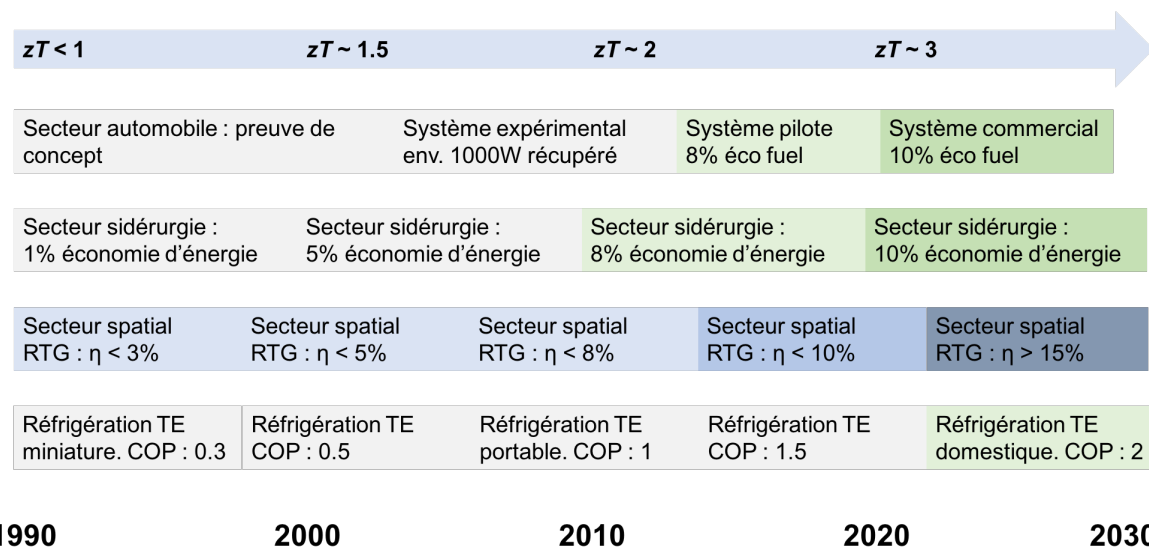 zT < 1 zT ~ 1.5 zT ~ 2 zT ~ 3
Secteur automobile : preuve de concept
Système expérimental env. 1000W récupéré
Système pilote 8% éco fuel
Système commercial 10% éco fuel
Secteur sidérurgie :
1% économie d’énergie
Secteur sidérurgie :
5% économie d’énergie
Secteur sidérurgie :
8% économie d’énergie
Secteur sidérurgie :
10% économie d’énergie
Secteur spatial
RTG : η < 3%
Secteur spatial
RTG : η < 5%
Secteur spatial
RTG : η < 8%
Secteur spatial
RTG : η < 10%
Secteur spatial
RTG : η > 15%
Réfrigération TE
miniature. COP : 0.3
Réfrigération TE
COP : 0.5
Réfrigération TE
portable. COP : 1
Réfrigération TE
COP : 1.5
Réfrigération TE
domestique. COP : 2
1990 2000 2010 2020 2030